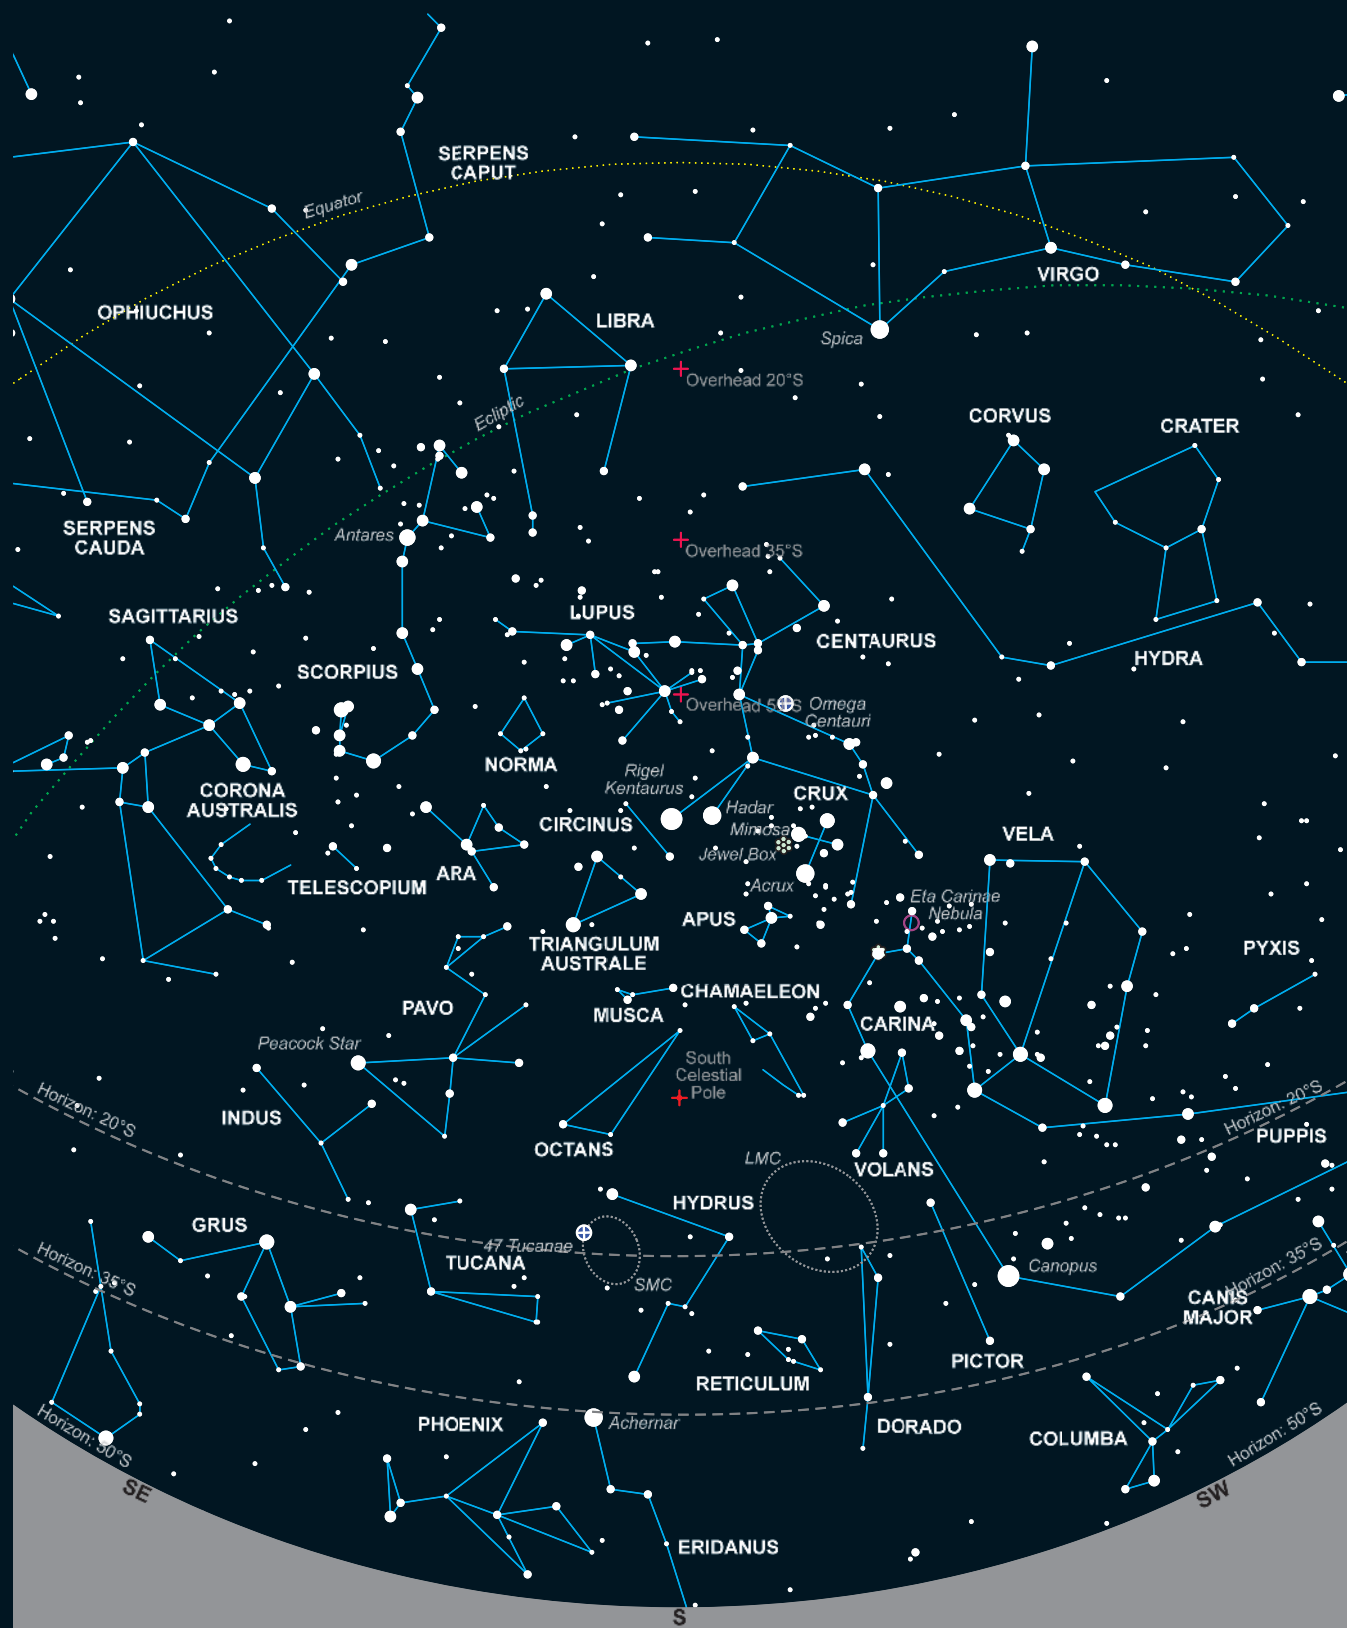 SERPENS
CAPUT
Equator
VIRGO
OPHIUCHUS
LIBRA
Spica
Overhead 20°S
Ecliptic
CORVUS
CRATER
SERPENS
CAUDA
Antares
Overhead 35°S
SAGITTARIUS
LUPUS
CENTAURUS
HYDRA
SCORPIUS
Overhead 50°S
Omega
Centauri
NORMA
Rigel
Kentaurus
CORONA
AUSTRALIS
CRUX
Hadar
CIRCINUS
Mimosa
VELA
Jewel Box
ARA
TELESCOPIUM
Acrux
Eta Carinae
Nebula
APUS
TRIANGULUM
AUSTRALE
PYXIS
CHAMAELEON
PAVO
MUSCA
CARINA
Peacock Star
South
Celestial
Pole
Horizon: 20°S
Horizon: 20°S
INDUS
PUPPIS
OCTANS
LMC
VOLANS
HYDRUS
GRUS
47 Tucanae
TUCANA
Horizon: 35°S
Horizon: 35°S
Canopus
SMC
CANIS
MAJOR
PICTOR
RETICULUM
PHOENIX
Achernar
DORADO
COLUMBA
Horizon: 50°S
Horizon: 50°S
SE
SW
ERIDANUS
S